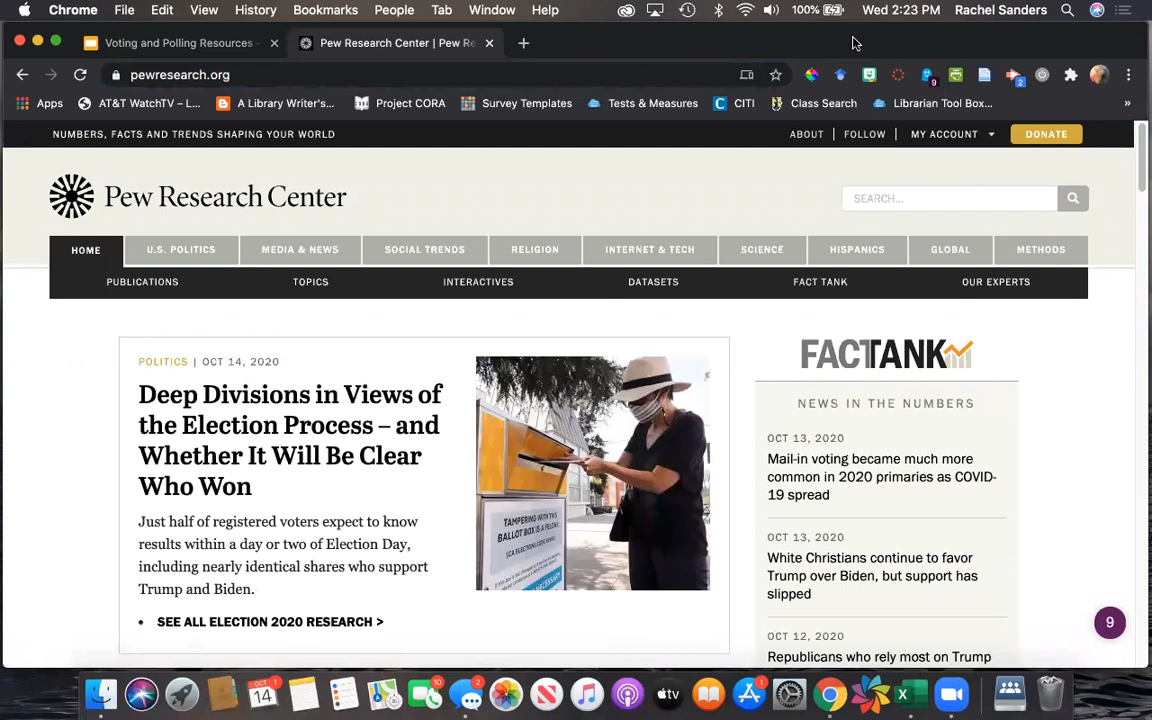 Chrome File Edit View History Bookmarks People Tab Window Help 100% Wed 2:23 PM Rachel Sanders
Voting and Polling Resources - Pew Research Center | Pew Re
pewresearch.org
9 2
Apps AT&T WatchTV – L... A Library Writer's... Project CORA Survey Templates Tests & Measures CITI Class Search Librarian Tool Box... »
NUMBERS, FACTS AND TRENDS SHAPING YOUR WORLD ABOUT FOLLOW MY ACCOUNT DONATE
Pew Research Center SEARCH...
HOME U.S. POLITICS MEDIA & NEWS SOCIAL TRENDS RELIGION INTERNET & TECH SCIENCE HISPANICS GLOBAL METHODS
PUBLICATIONS TOPICS INTERACTIVES DATASETS FACT TANK OUR EXPERTS
POLITICS | OCT 14, 2020
Deep Divisions in Views of
the Election Process – and
Whether It Will Be Clear
Who Won
Just half of registered voters expect to know
results within a day or two of Election Day,
including nearly identical shares who support
Trump and Biden.
• SEE ALL ELECTION 2020 RESEARCH >
TAMPERING WITH THIS
BALLOT BOX IS A FELONY.
FACTANK
NEWS IN THE NUMBERS
OCT 13, 2020
Mail-in voting became much more
common in 2020 primaries as COVID-
19 spread
OCT 13, 2020
White Christians continue to favor
Trump over Biden, but support has
slipped
OCT 12, 2020
Republicans who rely most on Trump
9
OCT
14
1
10
2
tv
1